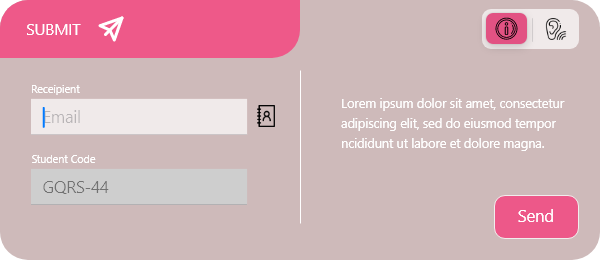 SUBMIT
Receipient
Email
Student Code
GQRS-44
Lorem ipsum dolor sit amet, consectetur
adipiscing elit, sed do eiusmod tempor
ncididunt ut labore et dolore magna.
Send